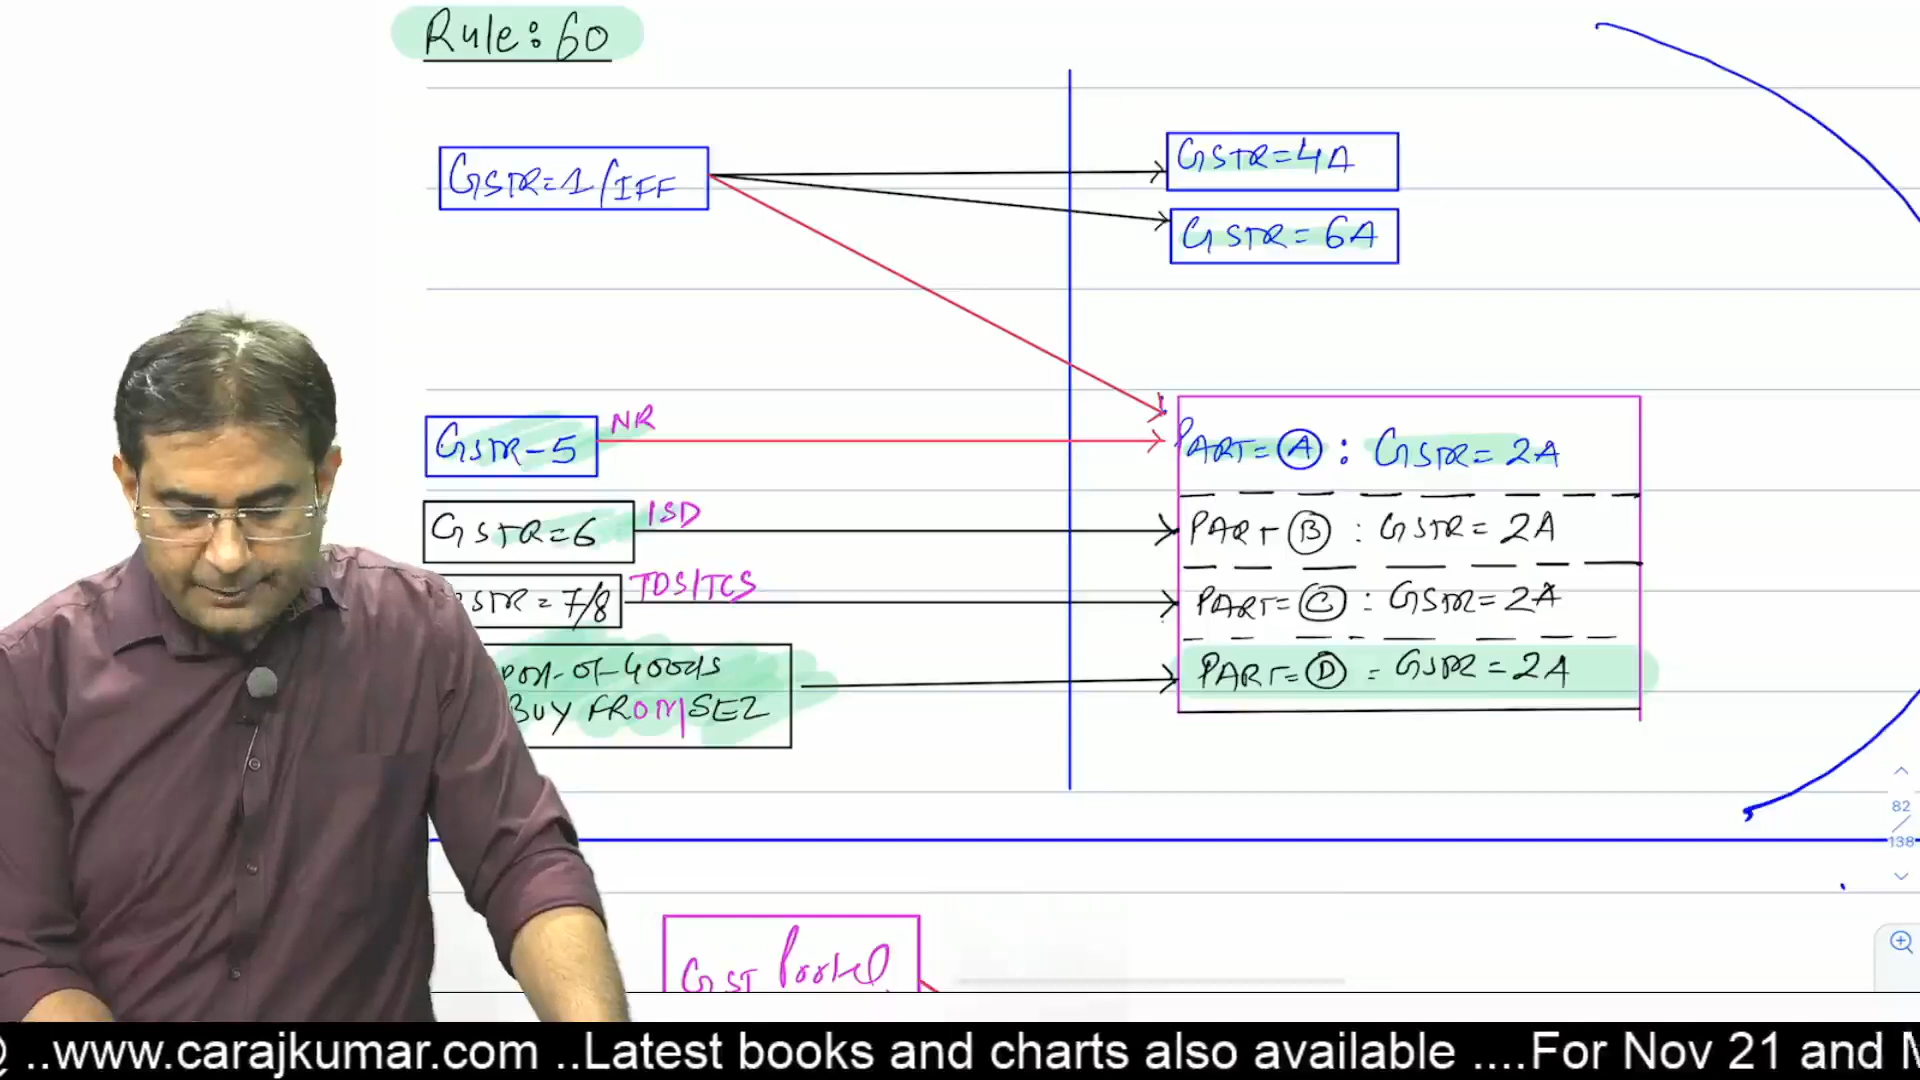 Rule: 60
GSTR=1/IFF
GSTR=4A
GSTR=6A
GSTR-5
NR
PART=A : GSTR=2A
GSTR=6
ISD
PART B : GSTR=2A
STR=7/8
TDS/TCS
PART=C : GSTR=2A
port-of-Goods
BUY FROM SEZ
PART=D = GSTR=2A
82
138
GST Portal
..www.carajkumar.com ..Latest books and charts also available ....For Nov 21 and